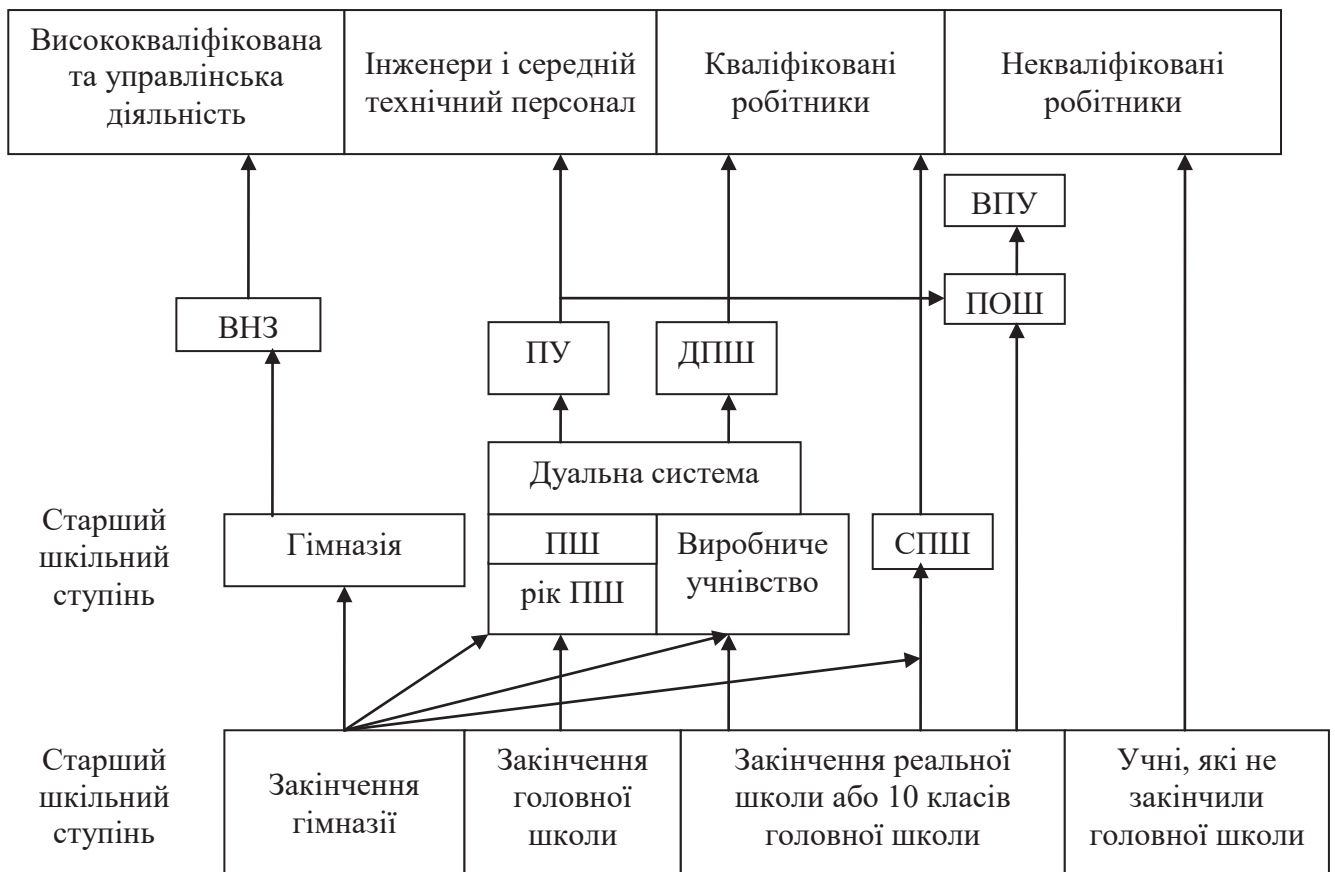 Висококваліфікована
та управлінська
діяльність
Інженери і середній
технічний персонал
Кваліфіковані
робітники
Некваліфіковані
робітники
ВПУ
ПОШ
ВНЗ
ПУ
ДПШ
Дуальна система
Старший
шкільний
ступінь
Гімназія
ПШ
рік ПШ
Виробниче
учнівство
СПШ
Старший
шкільний
ступінь
Закінчення
гімназії
Закінчення
головної
школи
Закінчення реальної
школи або 10 класів
головної школи
Учні, які не
закінчили
головної школи